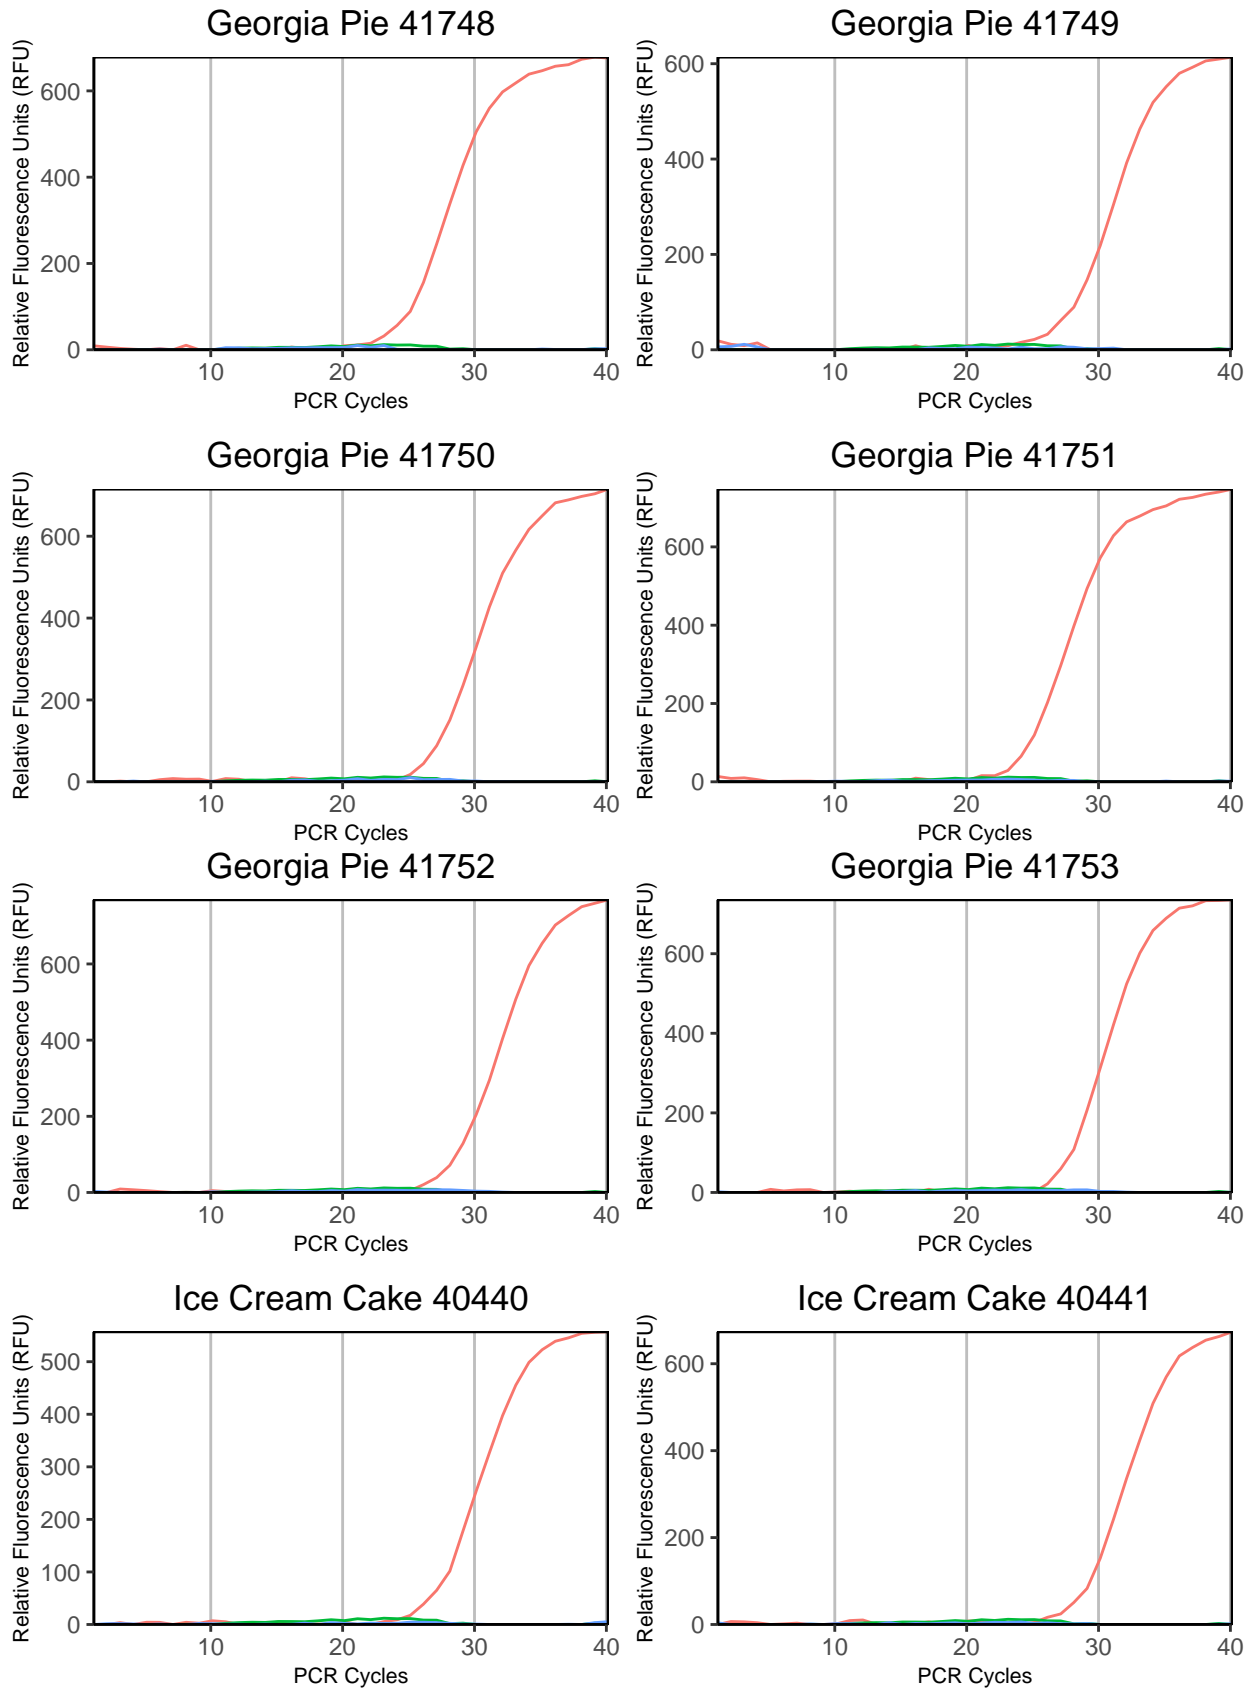 Georgia Pie 41748
Relative Fluorescence Units (RFU)
600
400
200
0
10 20 30 40
PCR Cycles
Georgia Pie 41749
Relative Fluorescence Units (RFU)
600
400
200
0
10 20 30 40
PCR Cycles
Georgia Pie 41750
Relative Fluorescence Units (RFU)
600
400
200
0
10 20 30 40
PCR Cycles
Georgia Pie 41751
Relative Fluorescence Units (RFU)
600
400
200
0
10 20 30 40
PCR Cycles
Georgia Pie 41752
Relative Fluorescence Units (RFU)
600
400
200
0
10 20 30 40
PCR Cycles
Georgia Pie 41753
Relative Fluorescence Units (RFU)
600
400
200
0
10 20 30 40
PCR Cycles
Ice Cream Cake 40440
Relative Fluorescence Units (RFU)
500
400
300
200
100
0
10 20 30 40
PCR Cycles
Ice Cream Cake 40441
Relative Fluorescence Units (RFU)
600
400
200
0
10 20 30 40
PCR Cycles